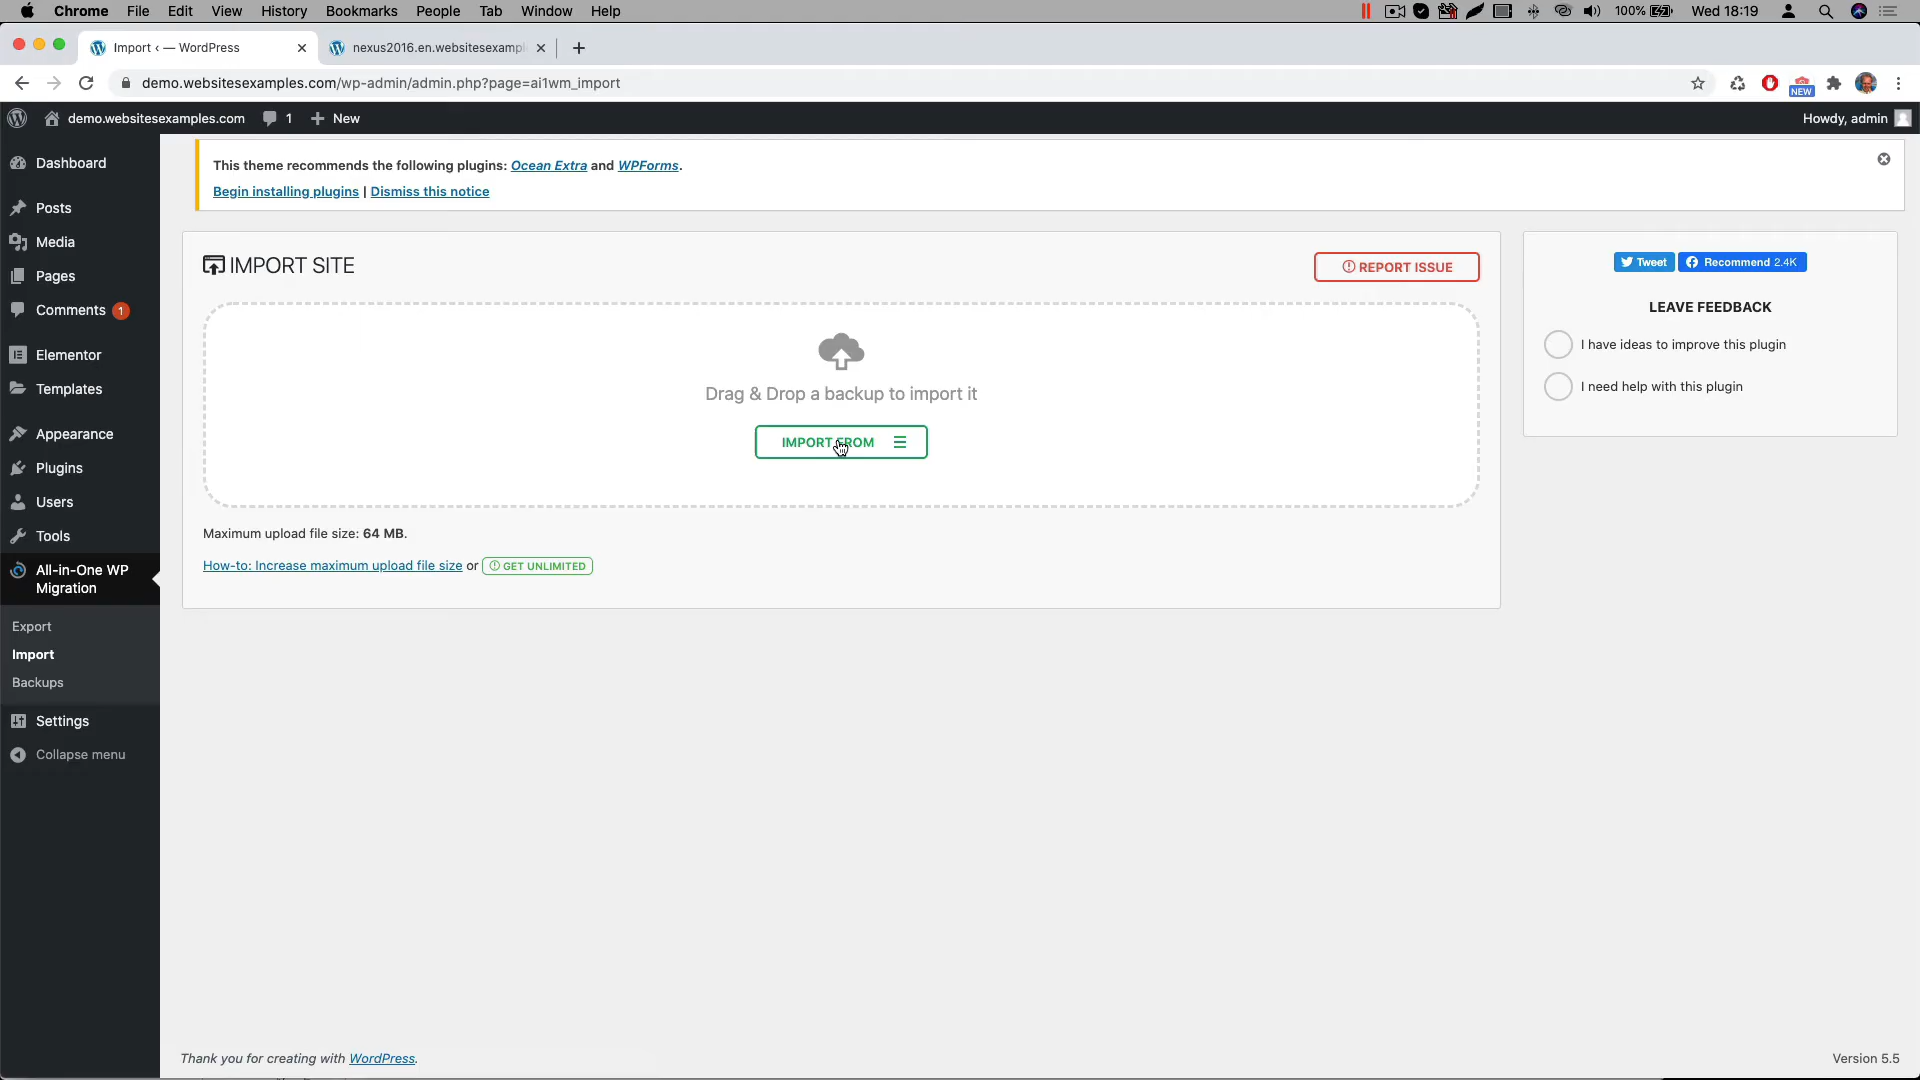 Chrome File Edit View History Bookmarks People Tab Window Help
100% Wed 18:19
Import ‹ — WordPress
nexus2016.en.websitesexampl
demo.websitesexamples.com/wp-admin/admin.php?page=ai1wm_import
NEW
demo.websitesexamples.com 1 New
Howdy, admin
Dashboard
Posts
Media
Pages
Comments 1
Elementor
Templates
Appearance
Plugins
Users
Tools
All-in-One WP
Migration
Export
Import
Backups
Settings
Collapse menu
This theme recommends the following plugins: Ocean Extra and WPForms.
Begin installing plugins | Dismiss this notice
IMPORT SITE
REPORT ISSUE
Drag & Drop a backup to import it
IMPORT FROM
Maximum upload file size: 64 MB.
How-to: Increase maximum upload file size or GET UNLIMITED
Tweet
Recommend 2.4K
LEAVE FEEDBACK
I have ideas to improve this plugin
I need help with this plugin
Thank you for creating with WordPress.
Version 5.5